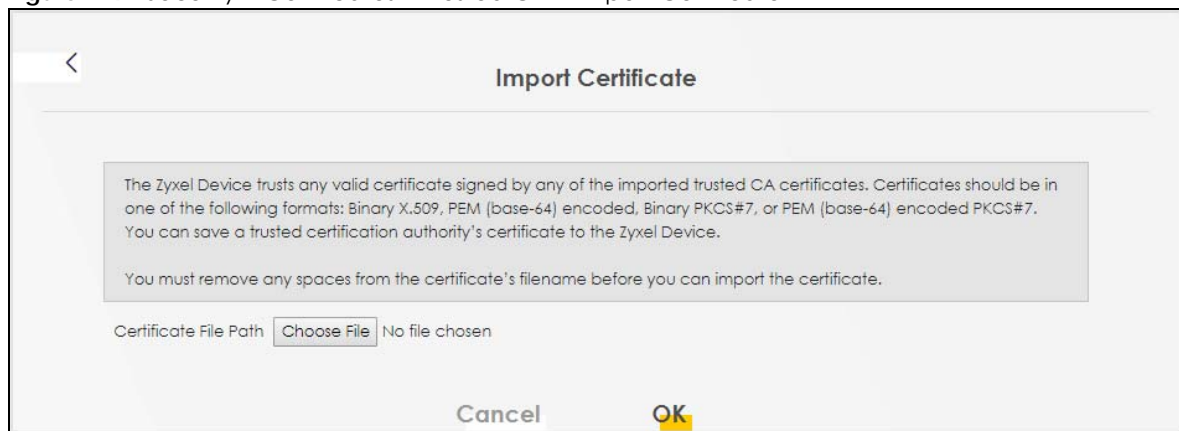 Import Certificate
The Zyxel Device trusts any valid certificate signed by any of the imported trusted CA certificates. Certificates should be in
one of the following formats: Binary X.509, PEM (base-64) encoded, Binary PKCS#7, or PEM (base-64) encoded PKCS#7.
You can save a trusted certification authority's certificate to the Zyxel Device.
You must remove any spaces from the certificate's filename before you can import the certificate.
Certificate File Path Choose File No file chosen
Cancel OK